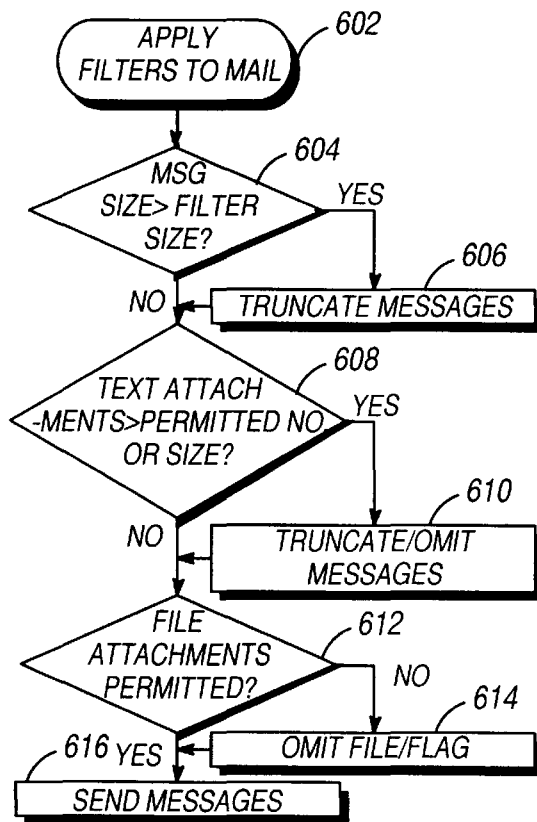 602
APPLY
FILTERS TO MAIL
604
MSG
SIZE> FILTER
SIZE?
YES
606
NO
TRUNCATE MESSAGES
608
TEXT ATTACH
-MENTS>PERMITTED NO
OR SIZE?
YES
610
NO
TRUNCATE/OMIT
MESSAGES
612
FILE
ATTACHMENTS
PERMITTED?
NO
614
616
YES
OMIT FILE/FLAG
SEND MESSAGES